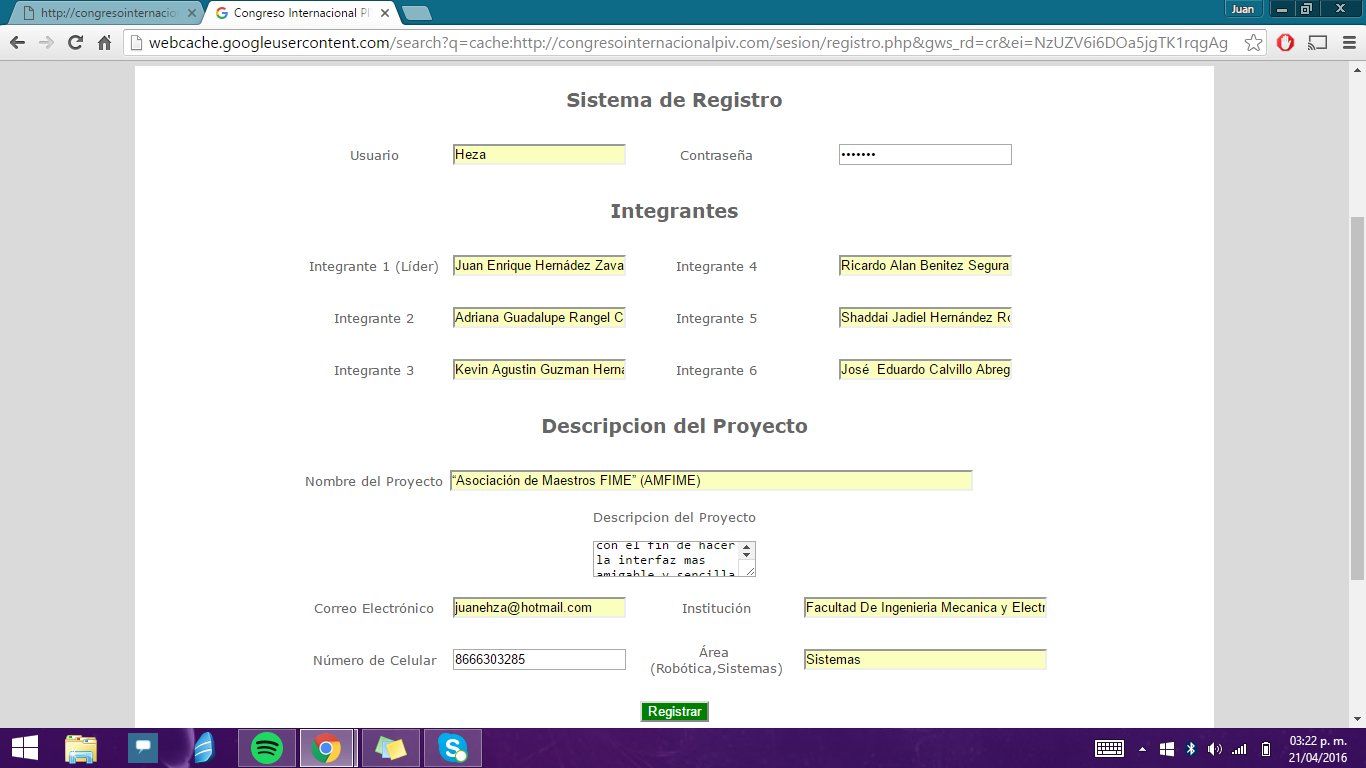 http://congresointernacio
Congreso Internacional PI
Juan
webcache.googleusercontent.com/search?q=cache:http://congresointernacionalpiv.com/sesion/registro.php&gws_rd=cr&ei=NzUZV6i6DOa5jgTK1rqgAg
Sistema de Registro
Usuario Heza Contraseña •••••••
Integrantes
Integrante 1 (Líder) Juan Enrique Hernádez Zava Integrante 4 Ricardo Alan Benitez Segura
Integrante 2 Adriana Guadalupe Rangel C Integrante 5 Shaddai Jadiel Hernández Ro
Integrante 3 Kevin Agustin Guzman Herna Integrante 6 José  Eduardo Calvillo Abreg
Descripcion del Proyecto
Nombre del Proyecto “Asociación de Maestros FIME” (AMFIME)
Descripcion del Proyecto
con el fin de hacer
la interfaz mas
amigable y sencilla
Correo Electrónico juanehza@hotmail.com Institución Facultad De Ingenieria Mecanica y Electr
Número de Celular 8666303285 Área
(Robótica,Sistemas) Sistemas
Registrar
03:22 p. m.
21/04/2016